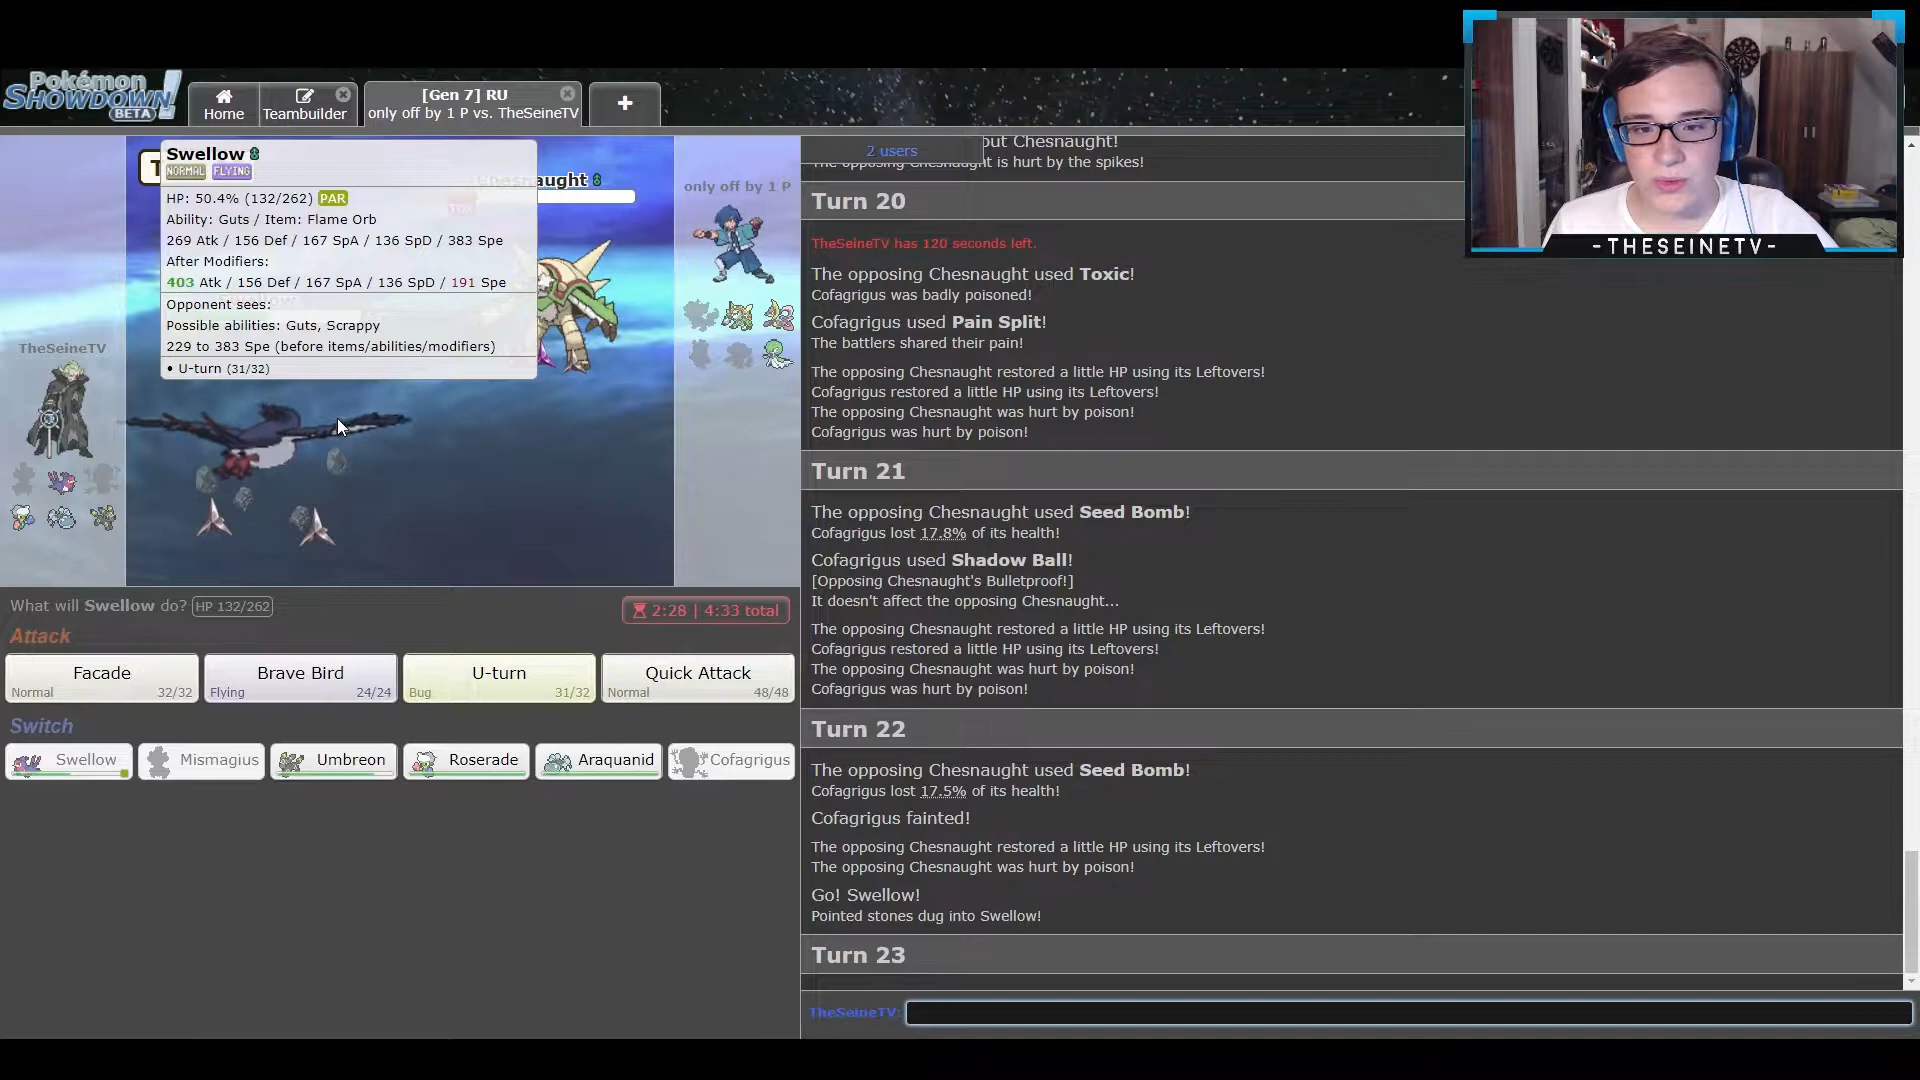 Pokémon
SHOWDOWN!
BETA
Home
Teambuilder
[Gen 7] RU
only off by 1 P vs. TheSeineTV
+
Swellow
NORMAL FLYING
HP: 50.4% (132/262) PAR
Ability: Guts / Item: Flame Orb
269 Atk / 156 Def / 167 SpA / 136 SpD / 383 Spe
After Modifiers:
403 Atk / 156 Def / 167 SpA / 136 SpD / 191 Spe
Opponent sees:
Possible abilities: Guts, Scrappy
229 to 383 Spe (before items/abilities/modifiers)
• U-turn (31/32)
only off by 1 P
TheSeineTV
What will Swellow do? HP 132/262
2:28 | 4:33 total
Attack
Facade
Normal 32/32
Brave Bird
Flying 24/24
U-turn
Bug 31/32
Quick Attack
Normal 48/48
Switch
Swellow
Mismagius
Umbreon
Roserade
Araquanid
Cofagrigus
2 users
out Chesnaught!
The opposing Chesnaught is hurt by the spikes!
Turn 20
TheSeineTV has 120 seconds left.
The opposing Chesnaught used Toxic!
Cofagrigus was badly poisoned!
Cofagrigus used Pain Split!
The battlers shared their pain!
The opposing Chesnaught restored a little HP using its Leftovers!
Cofagrigus restored a little HP using its Leftovers!
The opposing Chesnaught was hurt by poison!
Cofagrigus was hurt by poison!
Turn 21
The opposing Chesnaught used Seed Bomb!
Cofagrigus lost 17.8% of its health!
Cofagrigus used Shadow Ball!
[Opposing Chesnaught's Bulletproof!]
It doesn't affect the opposing Chesnaught...
The opposing Chesnaught restored a little HP using its Leftovers!
Cofagrigus restored a little HP using its Leftovers!
The opposing Chesnaught was hurt by poison!
Cofagrigus was hurt by poison!
Turn 22
The opposing Chesnaught used Seed Bomb!
Cofagrigus lost 17.5% of its health!
Cofagrigus fainted!
The opposing Chesnaught restored a little HP using its Leftovers!
The opposing Chesnaught was hurt by poison!
Go! Swellow!
Pointed stones dug into Swellow!
Turn 23
TheSeineTV:
-THESEINETV-